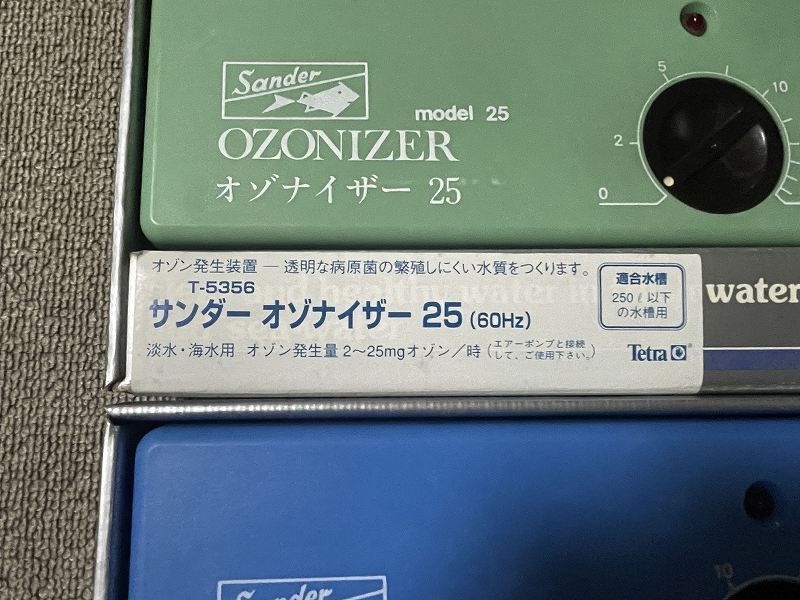 Sander
model 25
OZONIZER
オゾナイザー 25
0
2
5
10
オゾン発生装置 — 透明な病原菌の繁殖しにくい水質をつくります。
T-5356
サンダー オゾナイザー 25 (60Hz)
淡水・海水用 オゾン発生量 2〜25mgオゾン/時 (エアーポンプと接続して、ご使用下さい。)
適合水槽
250ℓ以下
の水槽用
Tetra
water
Sander
10